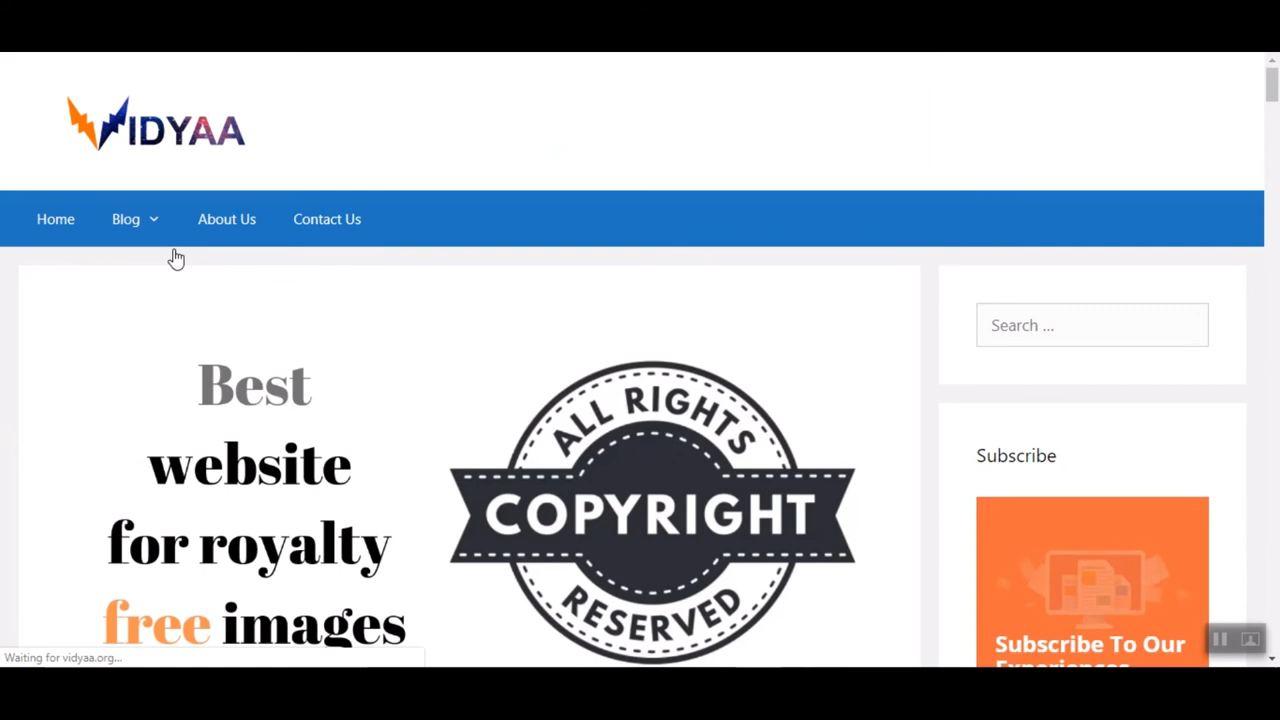 VIDYAA
Home Blog About Us Contact Us
Search ...
Best
website
for royalty
free images
ALL RIGHTS
COPYRIGHT
RESERVED
Subscribe
Subscribe To Our
Experiences
Waiting for vidyaa.org...